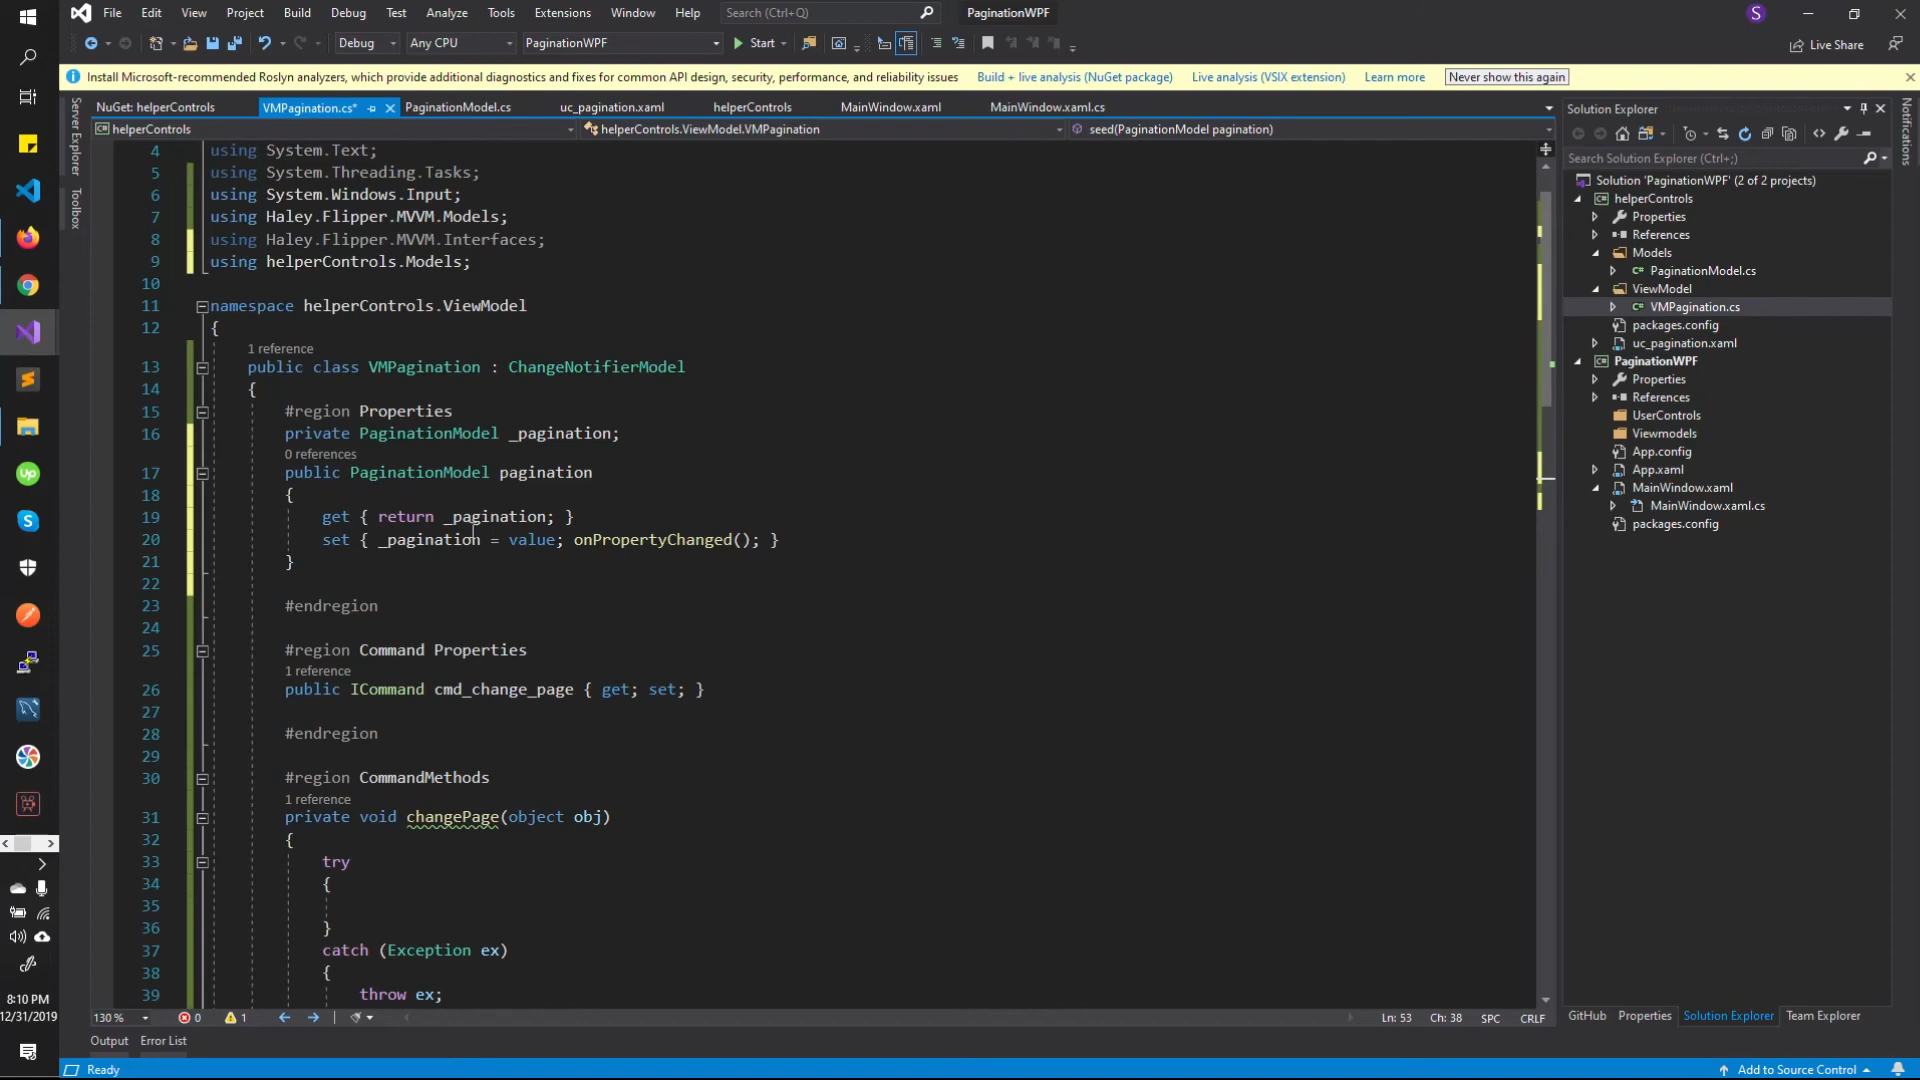 File Edit View Project Build Debug Test Analyze Tools Extensions Window Help Search (Ctrl+Q) PaginationWPF S
Debug Any CPU PaginationWPF Start Live Share
Install Microsoft-recommended Roslyn analyzers, which provide additional diagnostics and fixes for common API design, security, performance, and reliability issues Build + live analysis (NuGet package) Live analysis (VSIX extension) Learn more Never show this again
NuGet: helperControls VMPagination.cs* PaginationModel.cs uc_pagination.xaml helperControls MainWindow.xaml MainWindow.xaml.cs
helperControls helperControls.ViewModel.VMPagination seed(PaginationModel pagination)
Server Explorer
Toolbox
4 using System.Text;
5 using System.Threading.Tasks;
6 using System.Windows.Input;
7 using Haley.Flipper.MVVM.Models;
8 using Haley.Flipper.MVVM.Interfaces;
9 using helperControls.Models;
10
11 namespace helperControls.ViewModel
12 {
1 reference
13 public class VMPagination : ChangeNotifierModel
14 {
15 #region Properties
16 private PaginationModel _pagination;
0 references
17 public PaginationModel pagination
18 {
19 get { return _pagination; }
20 set { _pagination = value; onPropertyChanged(); }
21 }
22
23 #endregion
24
25 #region Command Properties
1 reference
26 public ICommand cmd_change_page { get; set; }
27
28 #endregion
29
30 #region CommandMethods
1 reference
31 private void changePage(object obj)
32 {
33 try
34 {
35
36 }
37 catch (Exception ex)
38 {
39 throw ex;
130 % 0 1 Ln: 53 Ch: 38 SPC CRLF
Output Error List
Ready
Add to Source Control
Solution Explorer
Search Solution Explorer (Ctrl+;)
Solution 'PaginationWPF' (2 of 2 projects)
helperControls
Properties
References
Models
PaginationModel.cs
ViewModel
VMPagination.cs
packages.config
uc_pagination.xaml
PaginationWPF
Properties
References
UserControls
Viewmodels
App.config
App.xaml
MainWindow.xaml
MainWindow.xaml.cs
packages.config
GitHub Properties Solution Explorer Team Explorer
Notifications
Up
8:10 PM
12/31/2019